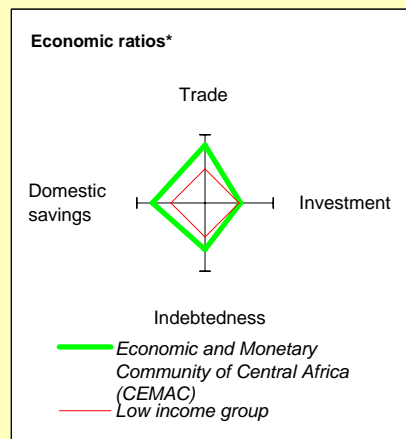 Economic ratios*
Trade
Domestic
savings
Investment
Indebtedness
Economic and Monetary
Community of Central Africa
(CEMAC)
Low income group